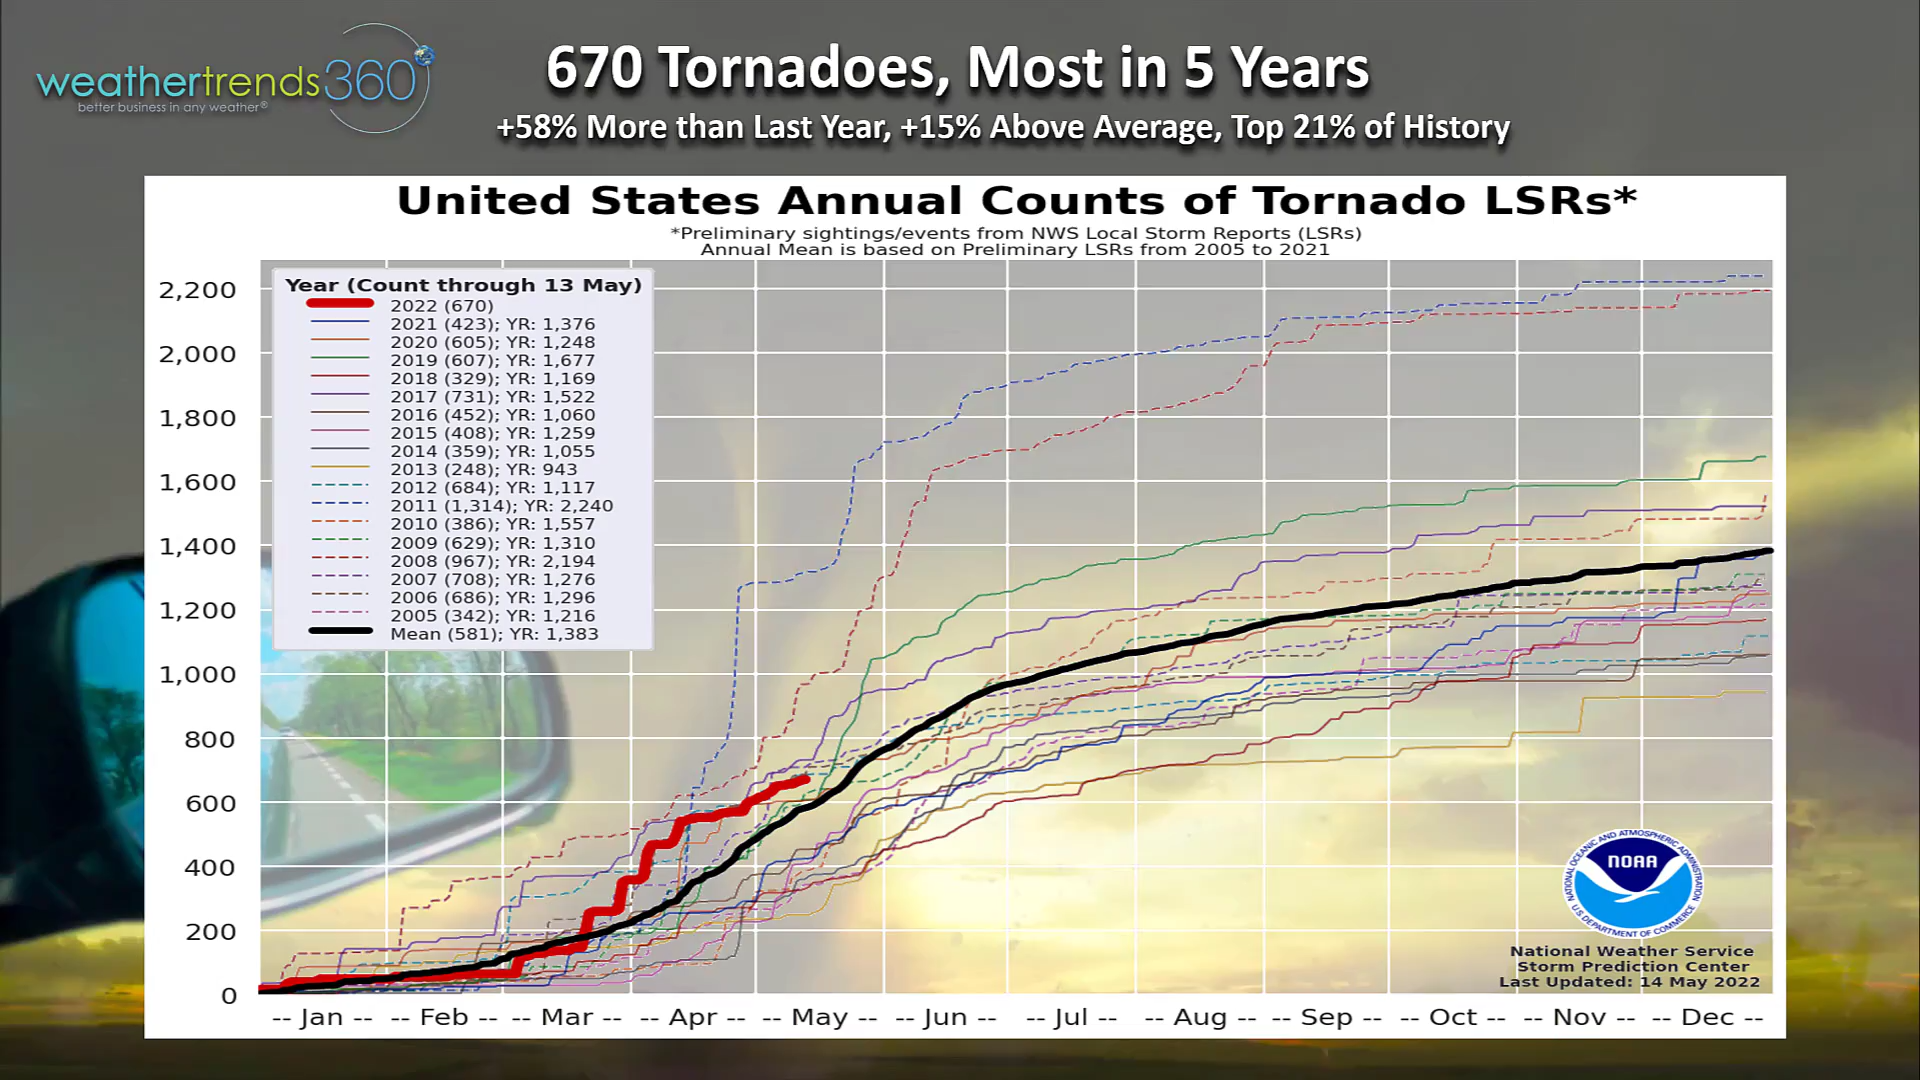 weathertrends360
better business in any weather®
670 Tornadoes, Most in 5 Years
+58% More than Last Year, +15% Above Average, Top 21% of History
United States Annual Counts of Tornado LSRs*
*Preliminary sightings/events from NWS Local Storm Reports (LSRs)
Annual Mean is based on Preliminary LSRs from 2005 to 2021
Year (Count through 13 May)
2022 (670)
2021 (423); YR: 1,376
2020 (605); YR: 1,248
2019 (607); YR: 1,677
2018 (329); YR: 1,169
2017 (731); YR: 1,522
2016 (452); YR: 1,060
2015 (408); YR: 1,259
2014 (359); YR: 1,055
2013 (248); YR: 943
2012 (684); YR: 1,117
2011 (1,314); YR: 2,240
2010 (386); YR: 1,557
2009 (629); YR: 1,310
2008 (967); YR: 2,194
2007 (708); YR: 1,276
2006 (686); YR: 1,296
2005 (342); YR: 1,216
Mean (581); YR: 1,383
2,200
2,000
1,800
1,600
1,400
1,200
1,000
800
600
400
200
0
NATIONAL OCEANIC AND ATMOSPHERIC ADMINISTRATION
NOAA
U.S. DEPARTMENT OF COMMERCE
National Weather Service
Storm Prediction Center
Last Updated: 14 May 2022
-- Jan -- -- Feb -- -- Mar -- -- Apr -- -- May -- -- Jun -- -- Jul -- -- Aug -- -- Sep -- -- Oct -- -- Nov -- -- Dec --